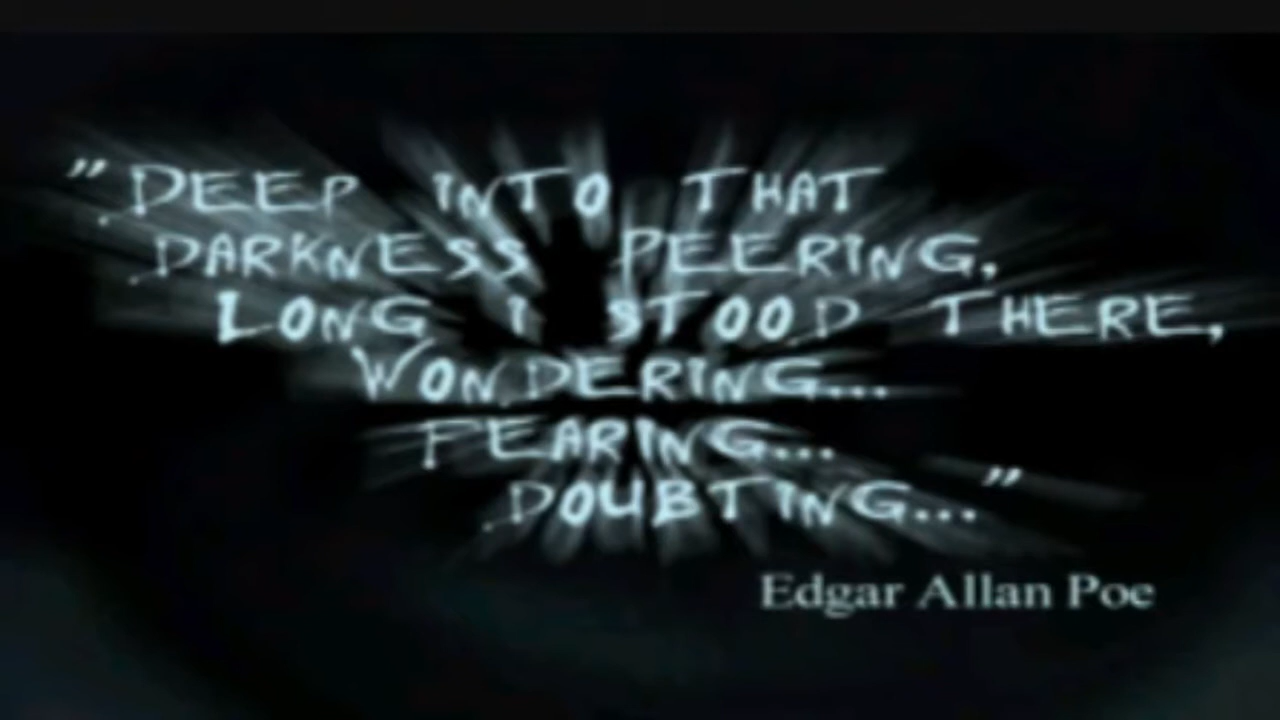 "DEEP INTO THAT
DARKNESS PEERING,
LONG I STOOD THERE,
WONDERING...
FEARING...
DOUBTING..."
Edgar Allan Poe